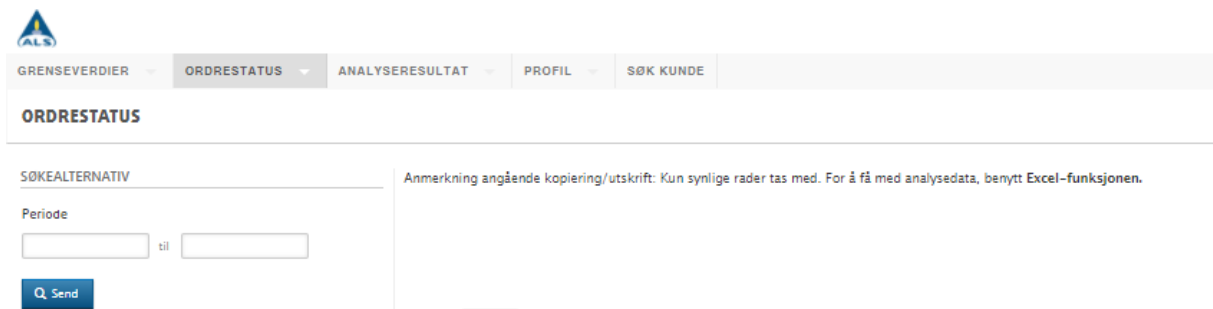 ALS
GRENSEVERDIER ORDRESTATUS ANALYSERESULTAT PROFIL SØK KUNDE
ORDRESTATUS
SØKEALTERNATIV
Anmerkning angående kopiering/utskrift: Kun synlige rader tas med. For å få med analysedata, benytt Excel-funksjonen.
Periode
til
Send